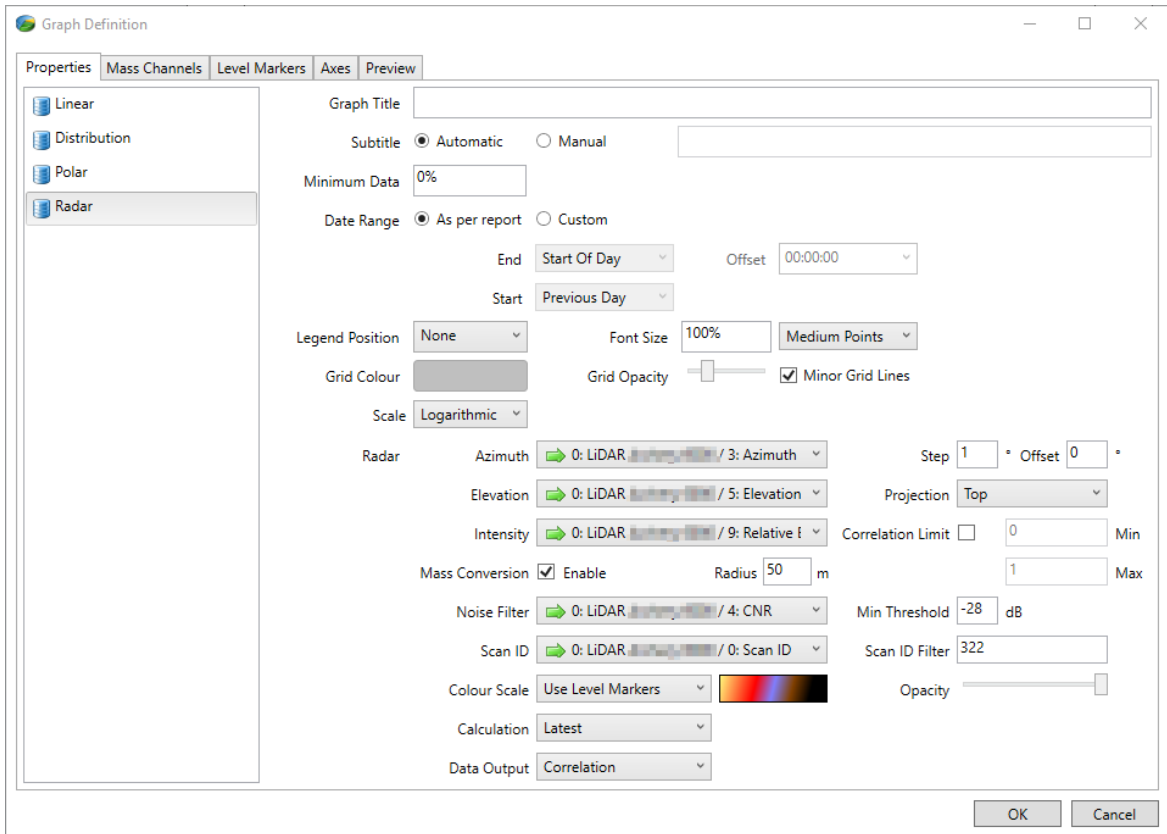 Graph Definition
Properties Mass Channels Level Markers Axes Preview
Linear
Distribution
Polar
Radar
Graph Title
Subtitle Automatic Manual
Minimum Data 0%
Date Range As per report Custom
End Start Of Day Offset 00:00:00
Start Previous Day
Legend Position None Font Size 100% Medium Points
Grid Colour Grid Opacity Minor Grid Lines
Scale Logarithmic
Radar Azimuth 0: LiDAR / 3: Azimuth Step 1 ° Offset 0 °
Elevation 0: LiDAR / 5: Elevation Projection Top
Intensity 0: LiDAR / 9: Relative Correlation Limit 0 Min
Mass Conversion Enable Radius 50 m 1 Max
Noise Filter 0: LiDAR / 4: CNR Min Threshold -28 dB
Scan ID 0: LiDAR / 0: Scan ID Scan ID Filter 322
Colour Scale Use Level Markers Opacity
Calculation Latest
Data Output Correlation
OK Cancel